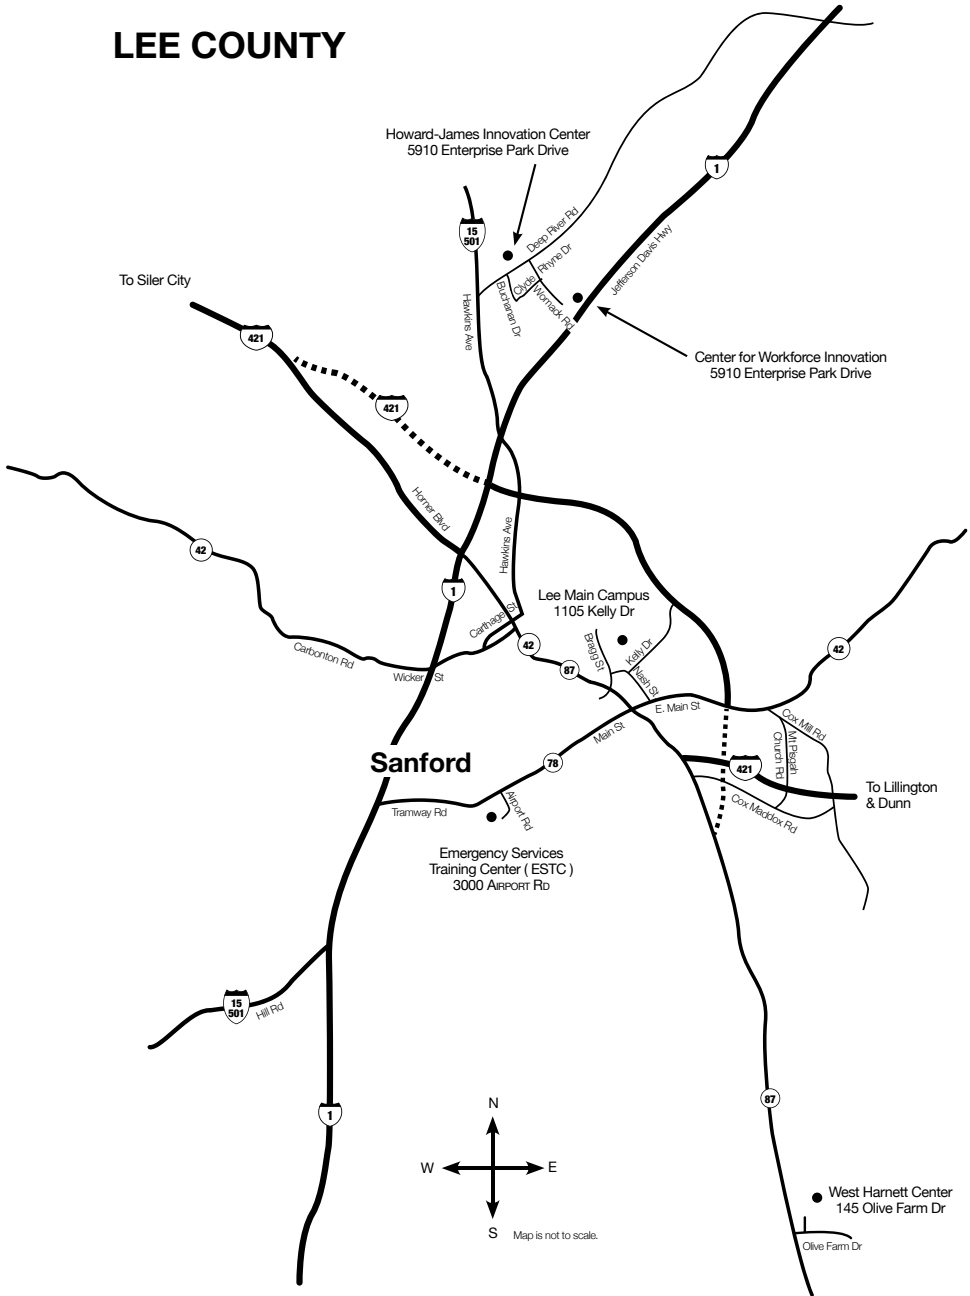 LEE COUNTY
Howard-James Innovation Center
5910 Enterprise Park Drive
1
15
501
Deep River Rd
Rhyne Dr
Clyde
Jefferson Davis Hwy
To Siler City
Buchanan Dr
Womack Rd
Hawkins Ave
421
Center for Workforce Innovation
5910 Enterprise Park Drive
421
Horner Blvd
Hawkins Ave
42
1
Lee Main Campus
1105 Kelly Dr
Carthage St
42
Bragg St
Kelly Dr
42
Carbonton Rd
87
Wicker St
Nash St
E. Main St
Cox Mill Rd
Main St
Mt Pisgah
Church Rd
Sanford
78
421
To Lillington
& Dunn
Tramway Rd
Airport Rd
Cox Maddox Rd
Emergency Services
Training Center ( ESTC )
3000 AIRPORT RD
15
501
Hill Rd
1
87
N
W
E
S
Map is not to scale.
West Harnett Center
145 Olive Farm Dr
Olive Farm Dr